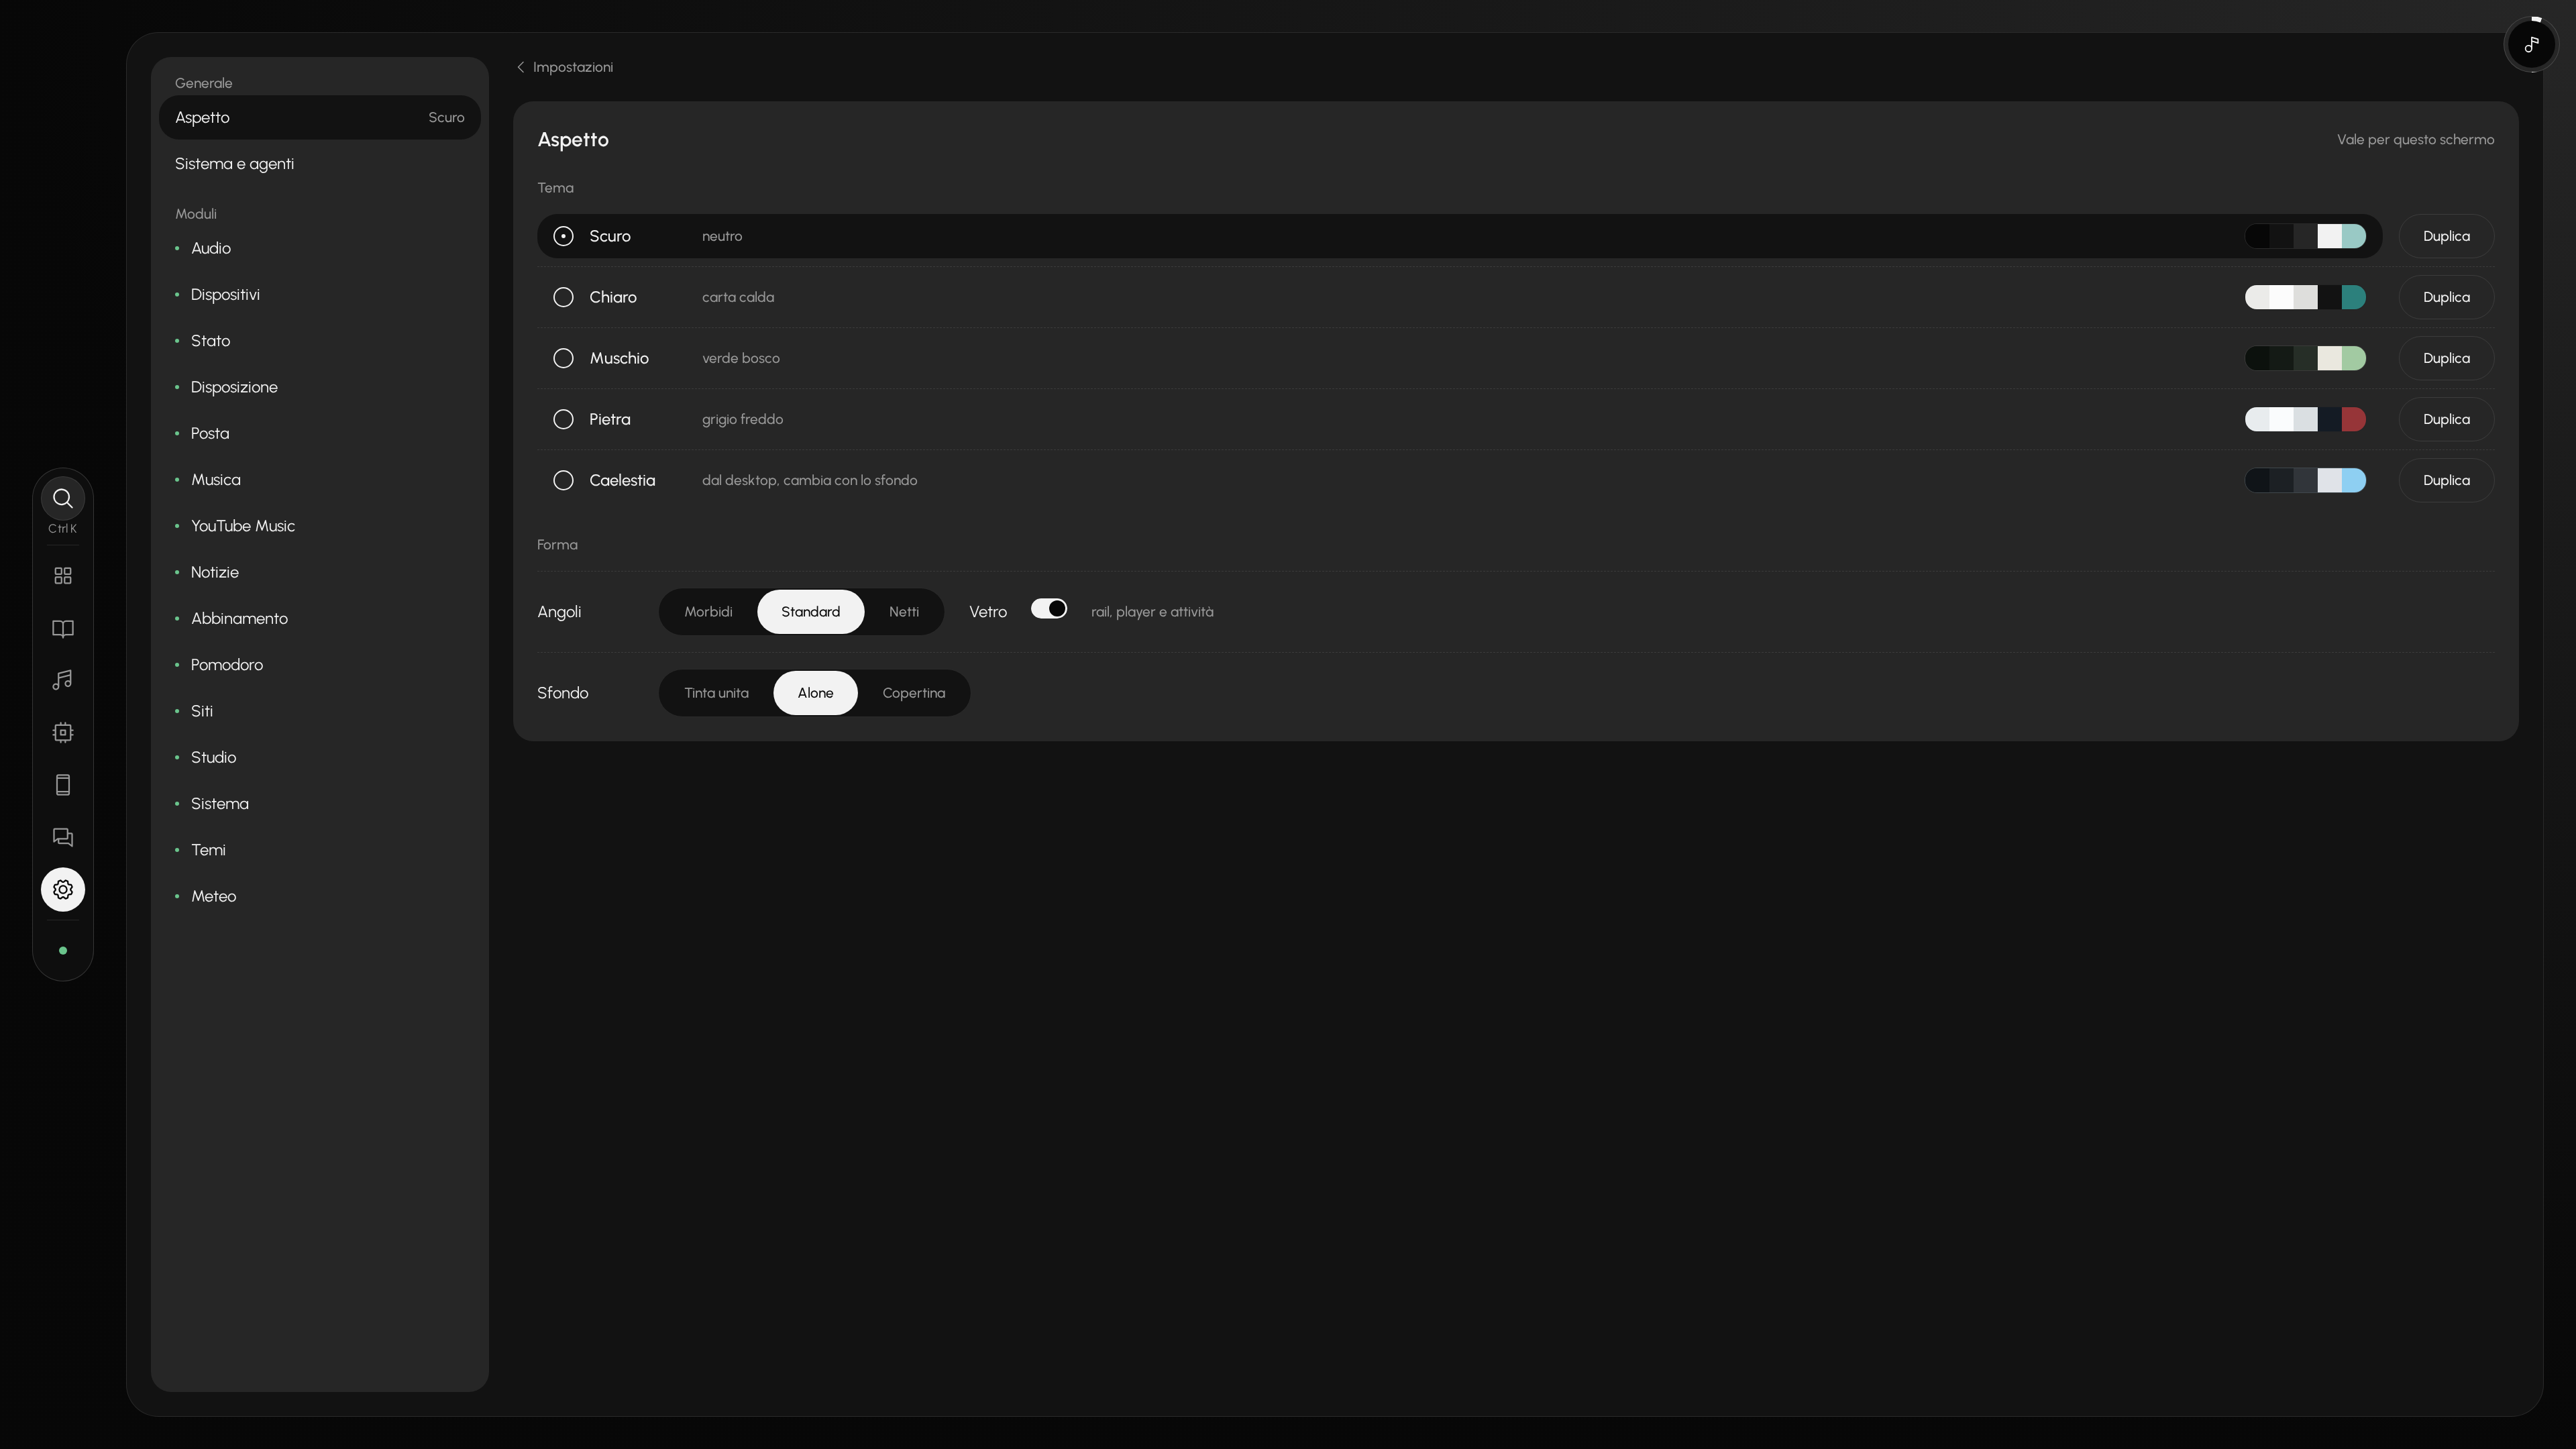 Generale
Aspetto Scuro
Sistema e agenti
Moduli
Audio
Dispositivi
Stato
Disposizione
Posta
Musica
YouTube Music
Notizie
Abbinamento
Pomodoro
Siti
Studio
Sistema
Temi
Meteo
Ctrl K
Impostazioni
Aspetto Vale per questo schermo
Tema
Scuro neutro Duplica
Chiaro carta calda Duplica
Muschio verde bosco Duplica
Pietra grigio freddo Duplica
Caelestia dal desktop, cambia con lo sfondo Duplica
Forma
Angoli Morbidi Standard Netti Vetro rail, player e attività
Sfondo Tinta unita Alone Copertina